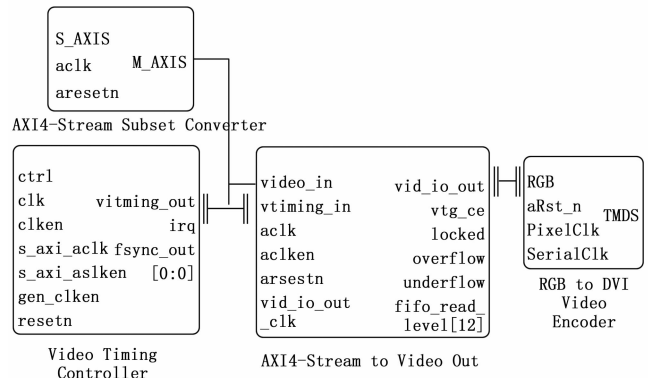 S_AXIS
aclk
M_AXIS
aresetn
AXI4-Stream Subset Converter
ctrl
clk
clken
s_axi_aclk
s_axi_aslken
gen_clken
resetn
vitming_out
irq
fsync_out
[0:0]
Video Timing
Controller
video_in
vtiming_in
aclk
aclken
arsestn
vid_io_out
_clk
vid_io_out
vtg_ce
locked
overflow
underflow
fifo_read_
level[12]
AXI4-Stream to Video Out
RGB
aRst_n
PixelClk
SerialClk
TMDS
RGB to DVI
Video
Encoder